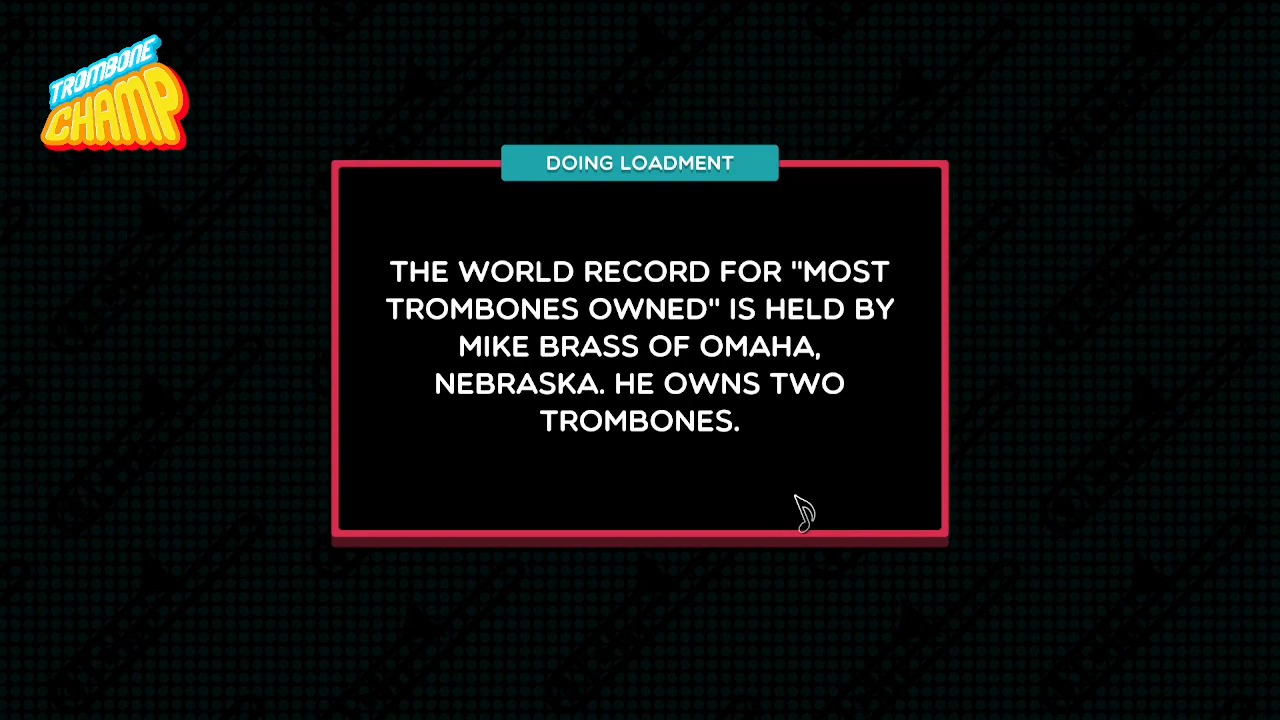 TROMBONE
CHAMP
DOING LOADMENT
THE WORLD RECORD FOR "MOST
TROMBONES OWNED" IS HELD BY
MIKE BRASS OF OMAHA,
NEBRASKA. HE OWNS TWO
TROMBONES.